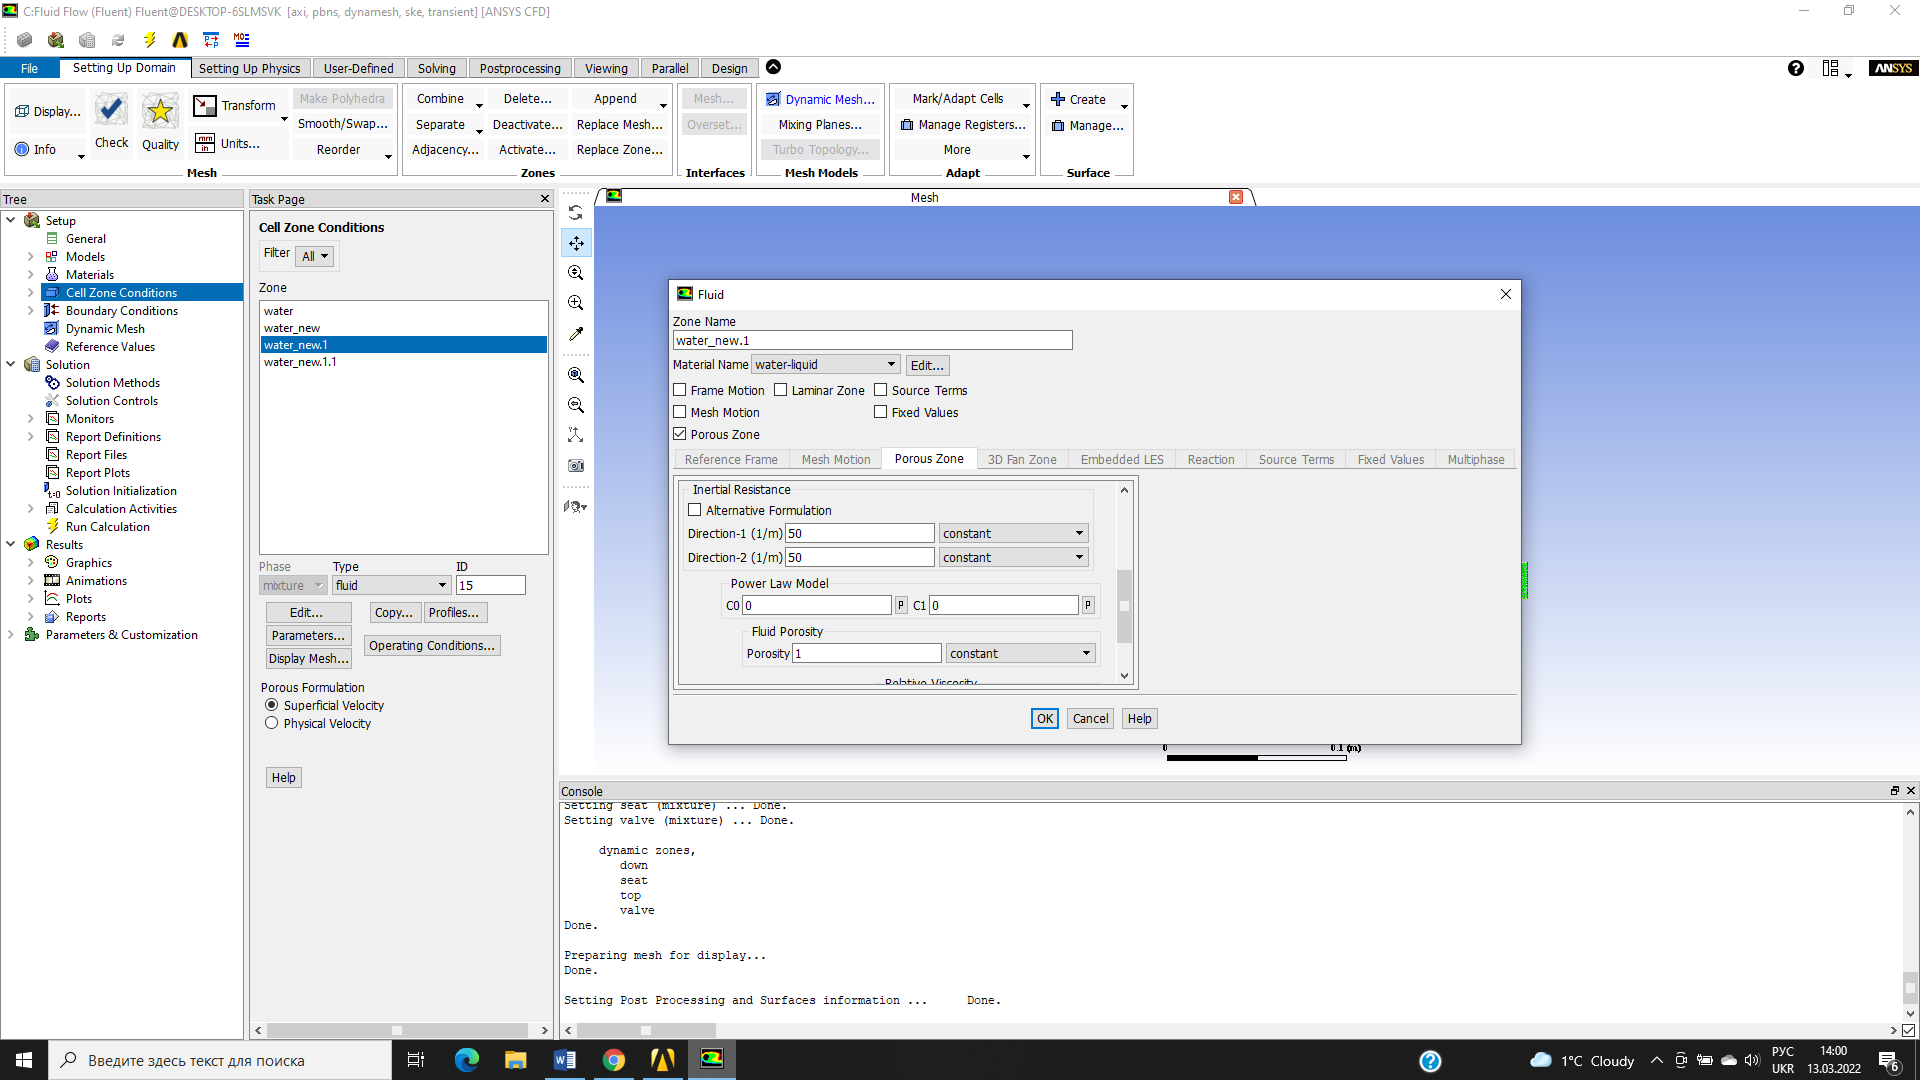 C:Fluid Flow (Fluent) Fluent@DESKTOP-6SLMSVK [axi, pbns, dynamesh, ske, transient] [ANSYS CFD]
File
Setting Up Domain
Setting Up Physics
User-Defined
Solving
Postprocessing
Viewing
Parallel
Design
ANSYS
Display...
Info
Check
Quality
Transform
Units...
Make Polyhedra
Smooth/Swap...
Reorder
Mesh
Combine
Delete...
Append
Separate
Deactivate...
Replace Mesh...
Adjacency...
Activate...
Replace Zone...
Zones
Mesh...
Overset...
Interfaces
Dynamic Mesh...
Mixing Planes...
Turbo Topology...
Mesh Models
Mark/Adapt Cells
Manage Registers...
More
Adapt
Create
Manage...
Surface
Tree
Setup
General
Models
Materials
Cell Zone Conditions
Boundary Conditions
Dynamic Mesh
Reference Values
Solution
Solution Methods
Solution Controls
Monitors
Report Definitions
Report Files
Report Plots
Solution Initialization
Calculation Activities
Run Calculation
Results
Graphics
Animations
Plots
Reports
Parameters & Customization
Task Page
Cell Zone Conditions
Filter All
Zone
water
water_new
water_new.1
water_new.1.1
Phase Type ID
mixture fluid 15
Edit... Copy... Profiles...
Parameters... Operating Conditions...
Display Mesh...
Porous Formulation
Superficial Velocity
Physical Velocity
Help
Mesh
Fluid
Zone Name
water_new.1
Material Name water-liquid Edit...
Frame Motion Laminar Zone Source Terms
Mesh Motion Fixed Values
Porous Zone
Reference Frame Mesh Motion Porous Zone 3D Fan Zone Embedded LES Reaction Source Terms Fixed Values Multiphase
Inertial Resistance
Alternative Formulation
Direction-1 (1/m) 50 constant
Direction-2 (1/m) 50 constant
Power Law Model
C0 0 P C1 0 P
Fluid Porosity
Porosity 1 constant
Relative Viscosity
OK Cancel Help
0 0.1 (m)
Console
Setting seat (mixture) ... Done.
Setting valve (mixture) ... Done.
dynamic zones,
down
seat
top
valve
Done.
Preparing mesh for display...
Done.
Setting Post Processing and Surfaces information ... Done.
Введите здесь текст для поиска
1°C Cloudy
РУС
UKR
14:00
13.03.2022
6